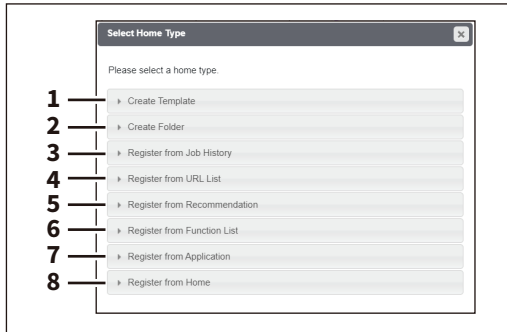 Select Home Type
Please select a home type.
1 Create Template
2 Create Folder
3 Register from Job History
4 Register from URL List
5 Register from Recommendation
6 Register from Function List
7 Register from Application
8 Register from Home